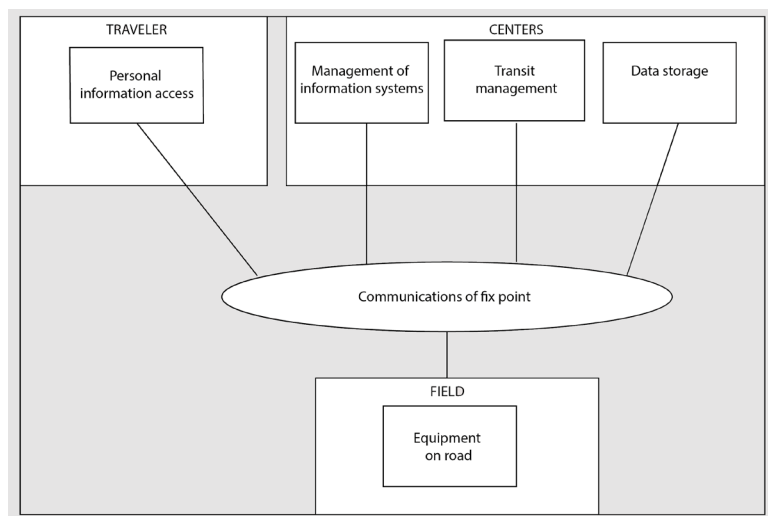 TRAVELER
Personal
information access
CENTERS
Management of
information systems
Transit
management
Data storage
Communications of fix point
FIELD
Equipment
on road